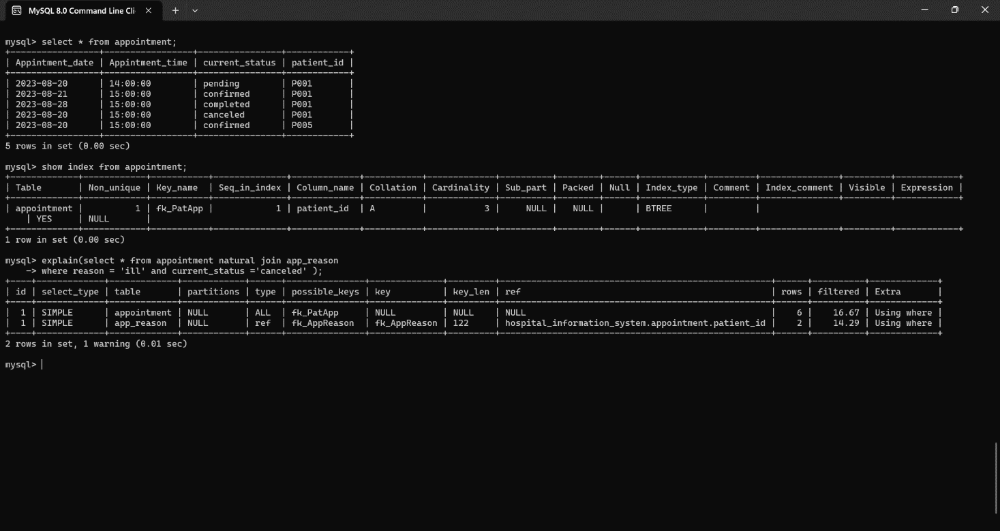 MySQL 8.0 Command Line Cli
mysql> select * from appointment;
+-----------------+-----------------+----------------+------------+
| Appintment_date | Appintment_time | current_status | patient_id |
+-----------------+-----------------+----------------+------------+
| 2023-08-20      | 14:00:00        | pending        | P001       |
| 2023-08-21      | 15:00:00        | confirmed      | P001       |
| 2023-08-28      | 15:00:00        | completed      | P001       |
| 2023-08-20      | 15:00:00        | canceled       | P001       |
| 2023-08-20      | 15:00:00        | confirmed      | P005       |
+-----------------+-----------------+----------------+------------+
5 rows in set (0.00 sec)
mysql> show index from appointment;
+-------------+------------+-----------+--------------+-------------+-----------+-------------+----------+--------+------+------------+---------+---------------+---------+------------+
| Table       | Non_unique | Key_name  | Seq_in_index | Column_name | Collation | Cardinality | Sub_part | Packed | Null | Index_type | Comment | Index_comment | Visible | Expression |
+-------------+------------+-----------+--------------+-------------+-----------+-------------+----------+--------+------+------------+---------+---------------+---------+------------+
| appointment |          1 | fk_PatApp |            1 | patient_id  | A         |           3 |     NULL |   NULL |      | BTREE      |         |
    | YES     | NULL       |
+-------------+------------+-----------+--------------+-------------+-----------+-------------+----------+--------+------+------------+---------+---------------+---------+------------+
1 row in set (0.00 sec)
mysql> explain(select * from appointment natural join app_reason
    -> where reason = 'ill' and current_status ='canceled' );
+----+-------------+-------------+------------+------+---------------+--------------+---------+---------------------------------------------------+------+----------+-------------+
| id | select_type | table       | partitions | type | possible_keys | key          | key_len | ref                                               | rows | filtered | Extra       |
+----+-------------+-------------+------------+------+---------------+--------------+---------+---------------------------------------------------+------+----------+-------------+
|  1 | SIMPLE      | appointment | NULL       | ALL  | fk_PatApp     | NULL         | NULL    | NULL                                              |    6 |    16.67 | Using where |
|  1 | SIMPLE      | app_reason  | NULL       | ref  | fk_AppReason  | fk_AppReason | 122     | hospital_information_system.appointment.patient_id |    2 |    14.29 | Using where |
+----+-------------+-------------+------------+------+---------------+--------------+---------+---------------------------------------------------+------+----------+-------------+
2 rows in set, 1 warning (0.01 sec)
mysql>